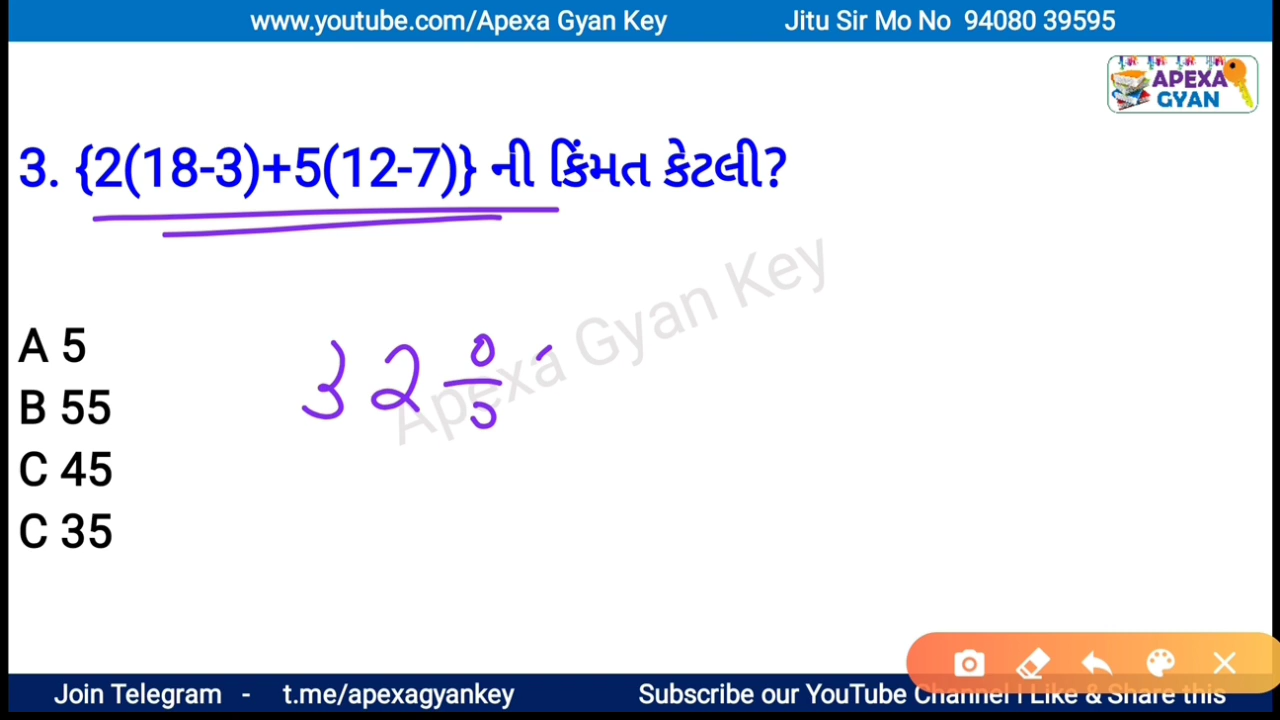 www.youtube.com/Apexa Gyan Key Jitu Sir Mo No 94080 39595
APEXA
GYAN
3. {2(18-3)+5(12-7)} ની કિંમત કેટલી?
Apexa Gyan Key
A 5
B 55
C 45
C 35
Join Telegram - t.me/apexagyankey Subscribe our YouTube Channel I Like & Share this